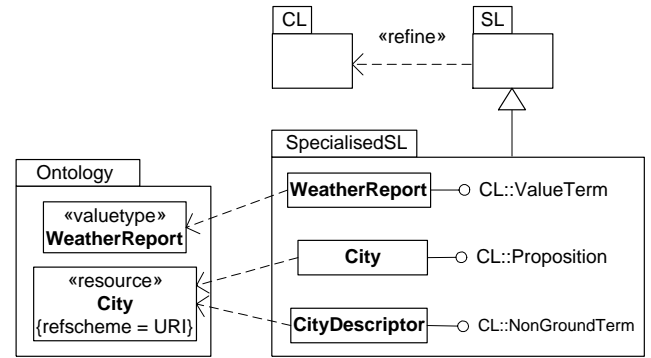 CL
«refine»
SL
SpecialisedSL
Ontology
WeatherReport
CL::ValueTerm
«valuetype»
WeatherReport
City
CL::Proposition
«resource»
City
{refscheme = URI}
CityDescriptor
CL::NonGroundTerm